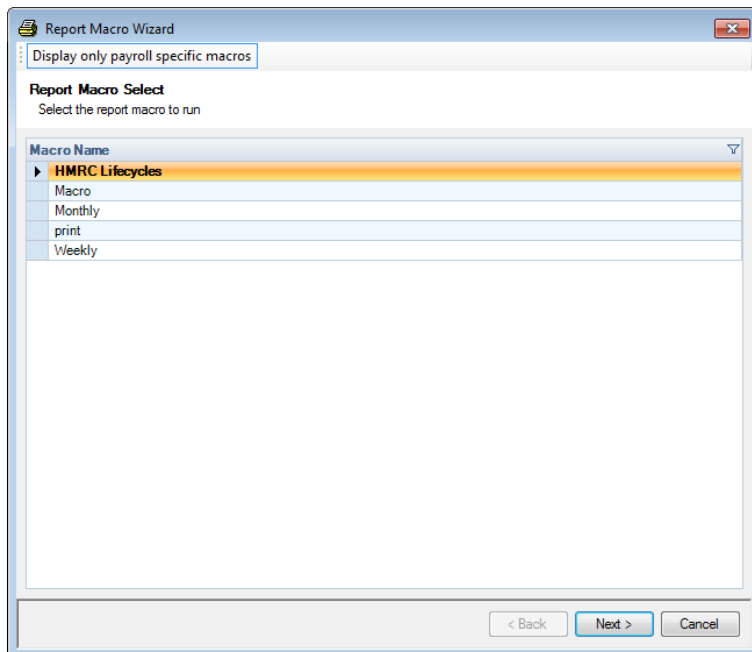 Report Macro Wizard
Display only payroll specific macros
Report Macro Select
Select the report macro to run
Macro Name
HMRC Lifecycles
Macro
Monthly
print
Weekly
< Back Next > Cancel